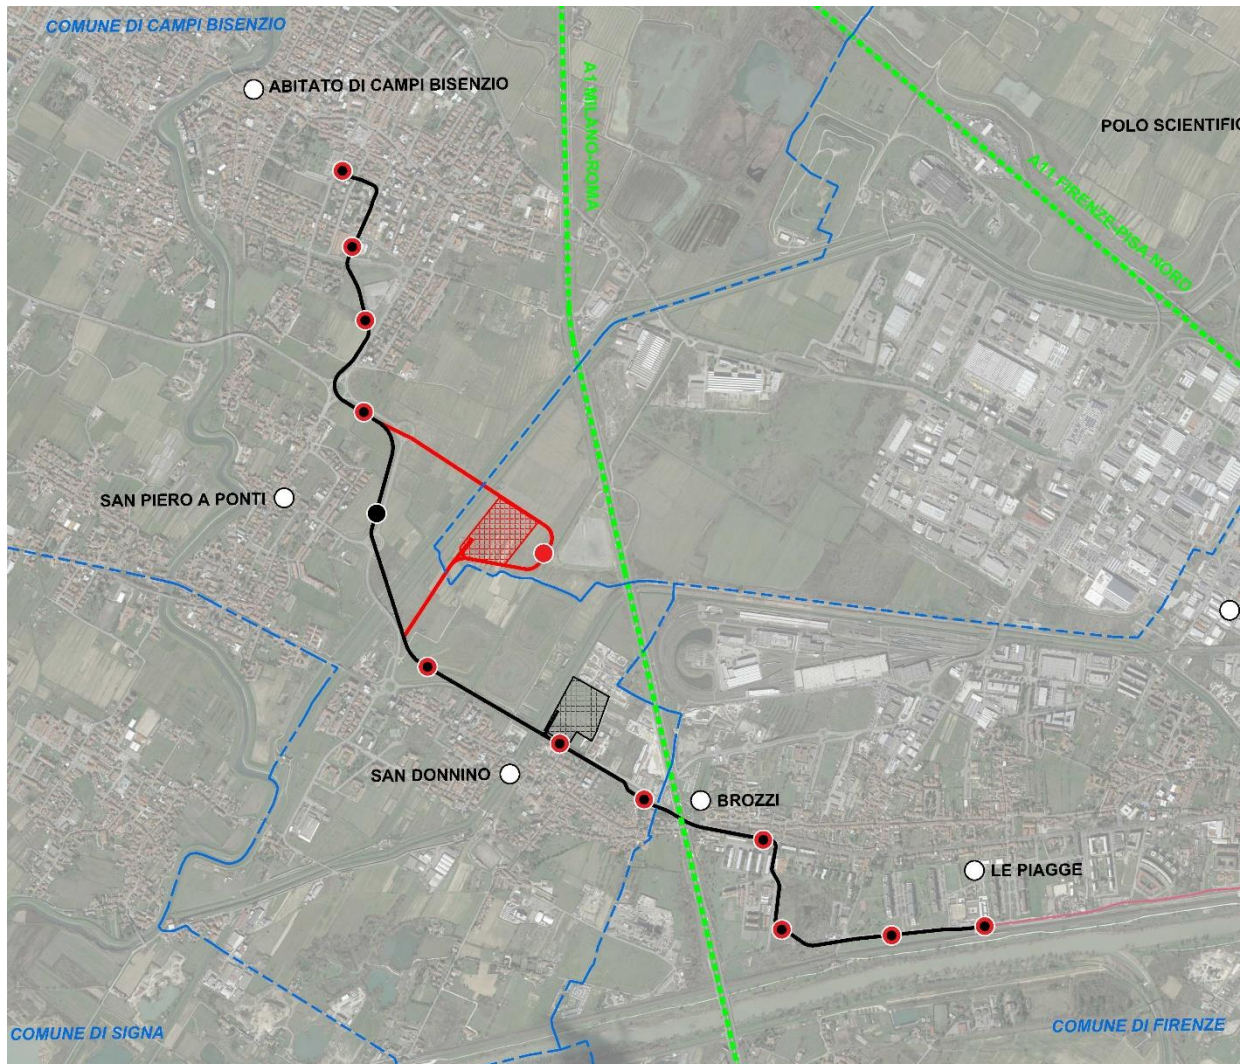 COMUNE DI CAMPI BISENZIO
ABITATO DI CAMPI BISENZIO
A1 MILANO-ROMA
POLO SCIENTIFIC
A11 FIRENZE-PISA NORD
SAN PIERO A PONTI
SAN DONNINO
BROZZI
LE PIAGGE
COMUNE DI SIGNA
COMUNE DI FIRENZE